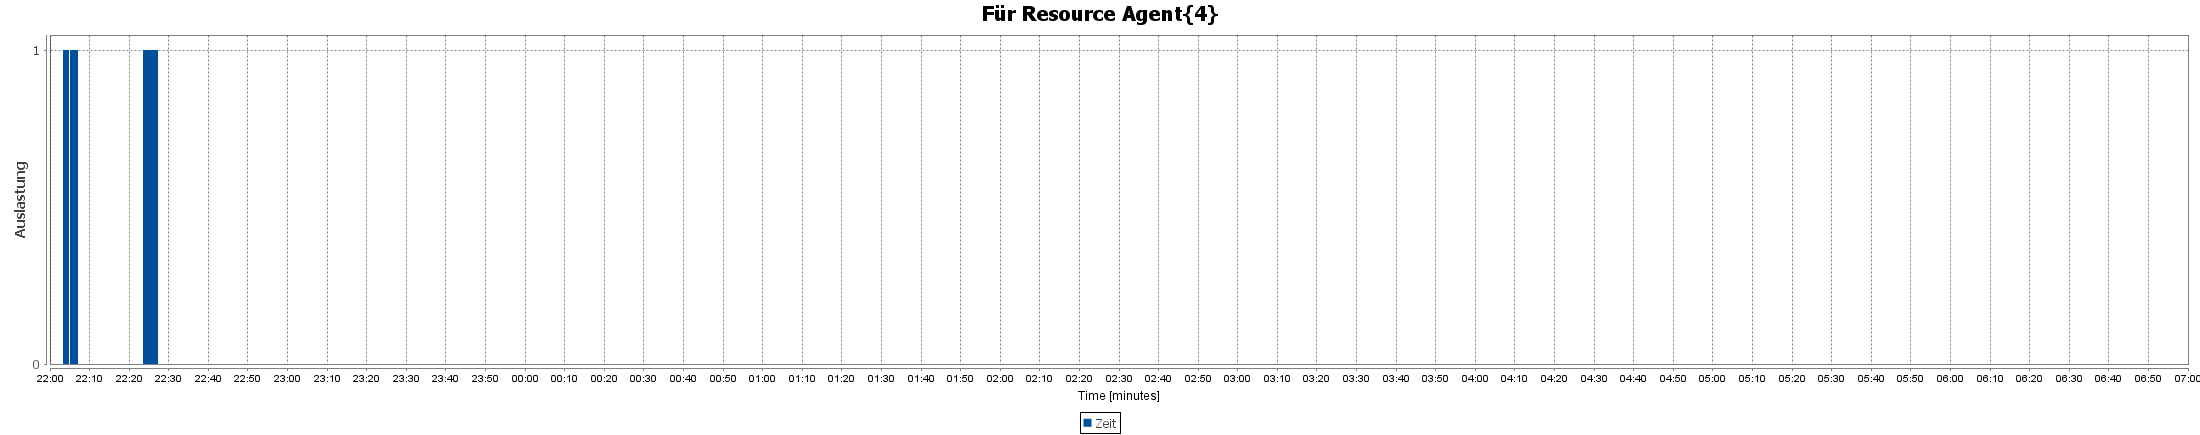 Für Resource Agent{4}
Auslastung
1
0
22:00 22:10 22:20 22:30 22:40 22:50 23:00 23:10 23:20 23:30 23:40 23:50 00:00 00:10 00:20 00:30 00:40 00:50 01:00 01:10 01:20 01:30 01:40 01:50 02:00 02:10 02:20 02:30 02:40 02:50 03:00 03:10 03:20 03:30 03:40 03:50 04:00 04:10 04:20 04:30 04:40 04:50 05:00 05:10 05:20 05:30 05:40 05:50 06:00 06:10 06:20 06:30 06:40 06:50 07:00
Time [minutes]
Zeit